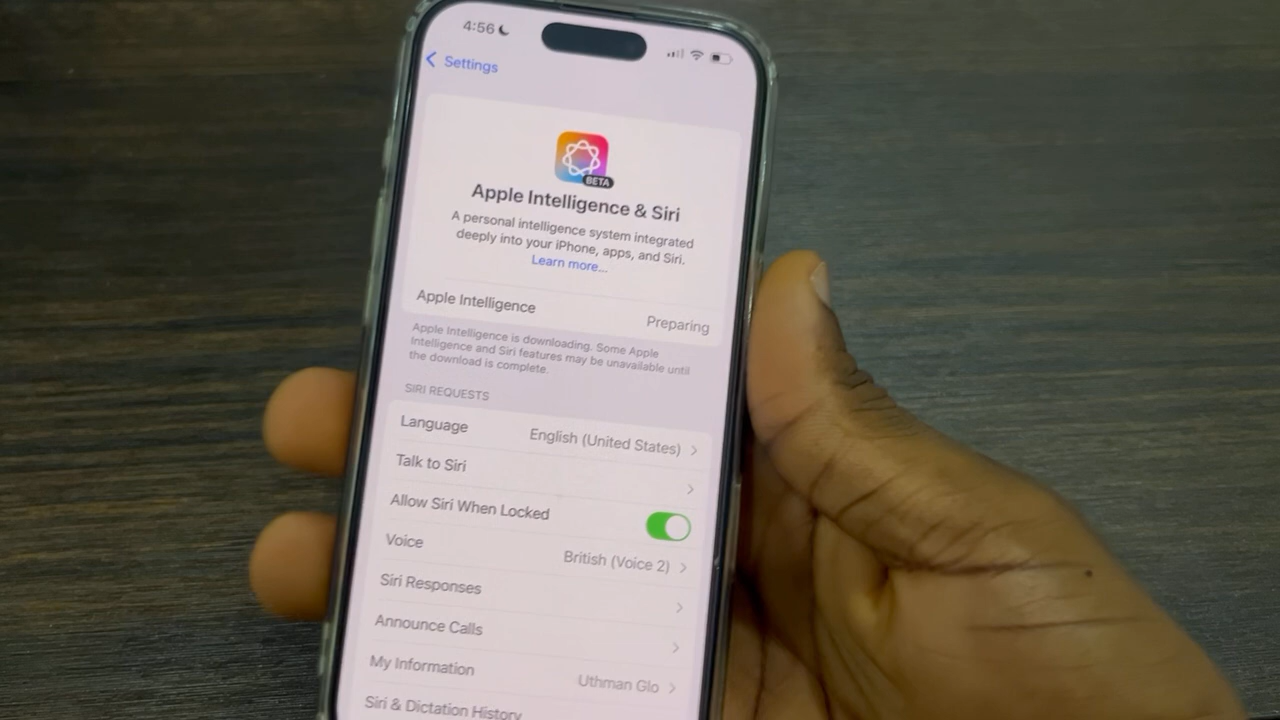 4:56
Settings
BETA
Apple Intelligence & Siri
A personal intelligence system integrated
deeply into your iPhone, apps, and Siri.
Learn more...
Apple Intelligence Preparing
Apple Intelligence is downloading. Some Apple
Intelligence and Siri features may be unavailable until
the download is complete.
SIRI REQUESTS
Language English (United States)
Talk to Siri
Allow Siri When Locked
Voice British (Voice 2)
Siri Responses
Announce Calls
My Information Uthman Glo
Siri & Dictation History